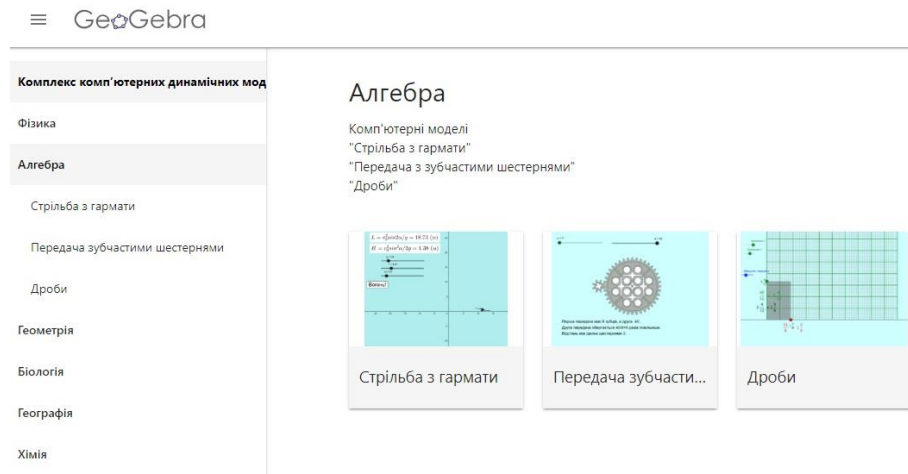 GeoGebra
Комплекс комп'ютерних динамічних мод
Фізика
Алгебра
Стрільба з гармати
Передача зубчастими шестернями
Дроби
Геометрія
Біологія
Географія
Хімія
Алгебра
Комп'ютерні моделі
"Стрільба з гармати"
"Передача з зубчастими шестернями"
"Дроби"
Вогонь!
Стрільба з гармати
Передача зубчасти...
Дроби